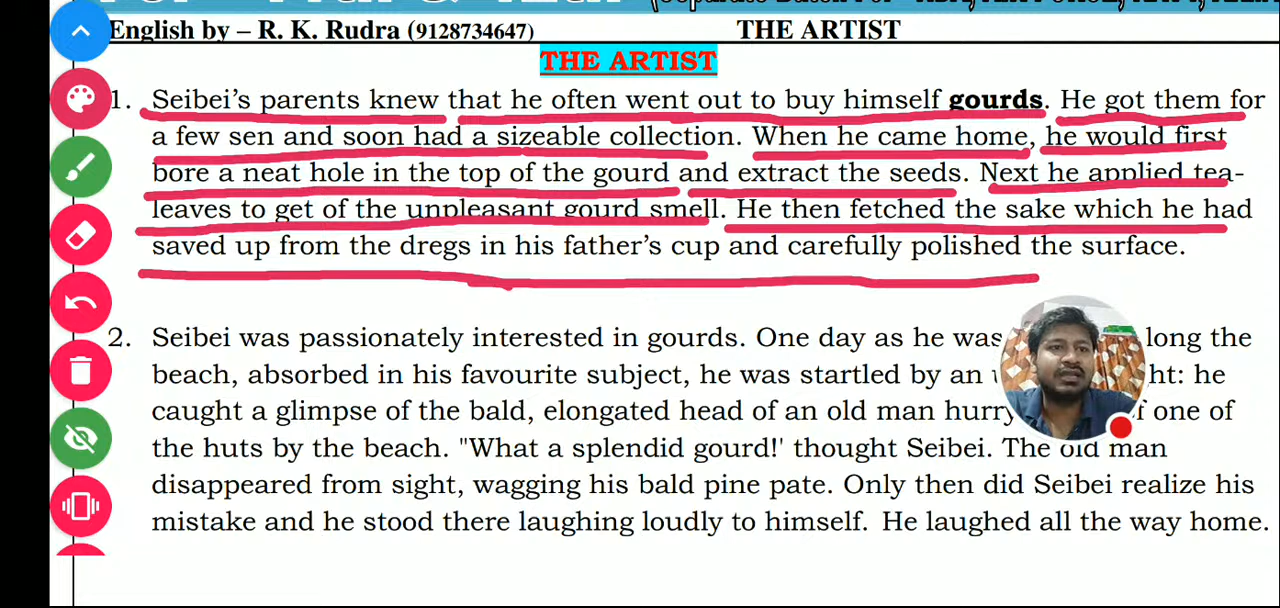 English by – R. K. Rudra (9128734647) THE ARTIST
THE ARTIST
1. Seibei's parents knew that he often went out to buy himself gourds. He got them for
a few sen and soon had a sizeable collection. When he came home, he would first
bore a neat hole in the top of the gourd and extract the seeds. Next he applied tea-
leaves to get of the unpleasant gourd smell. He then fetched the sake which he had
saved up from the dregs in his father's cup and carefully polished the surface.
2. Seibei was passionately interested in gourds. One day as he was long the
beach, absorbed in his favourite subject, he was startled by an ht: he
caught a glimpse of the bald, elongated head of an old man hurry f one of
the huts by the beach. "What a splendid gourd!' thought Seibei. The old man
disappeared from sight, wagging his bald pine pate. Only then did Seibei realize his
mistake and he stood there laughing loudly to himself. He laughed all the way home.